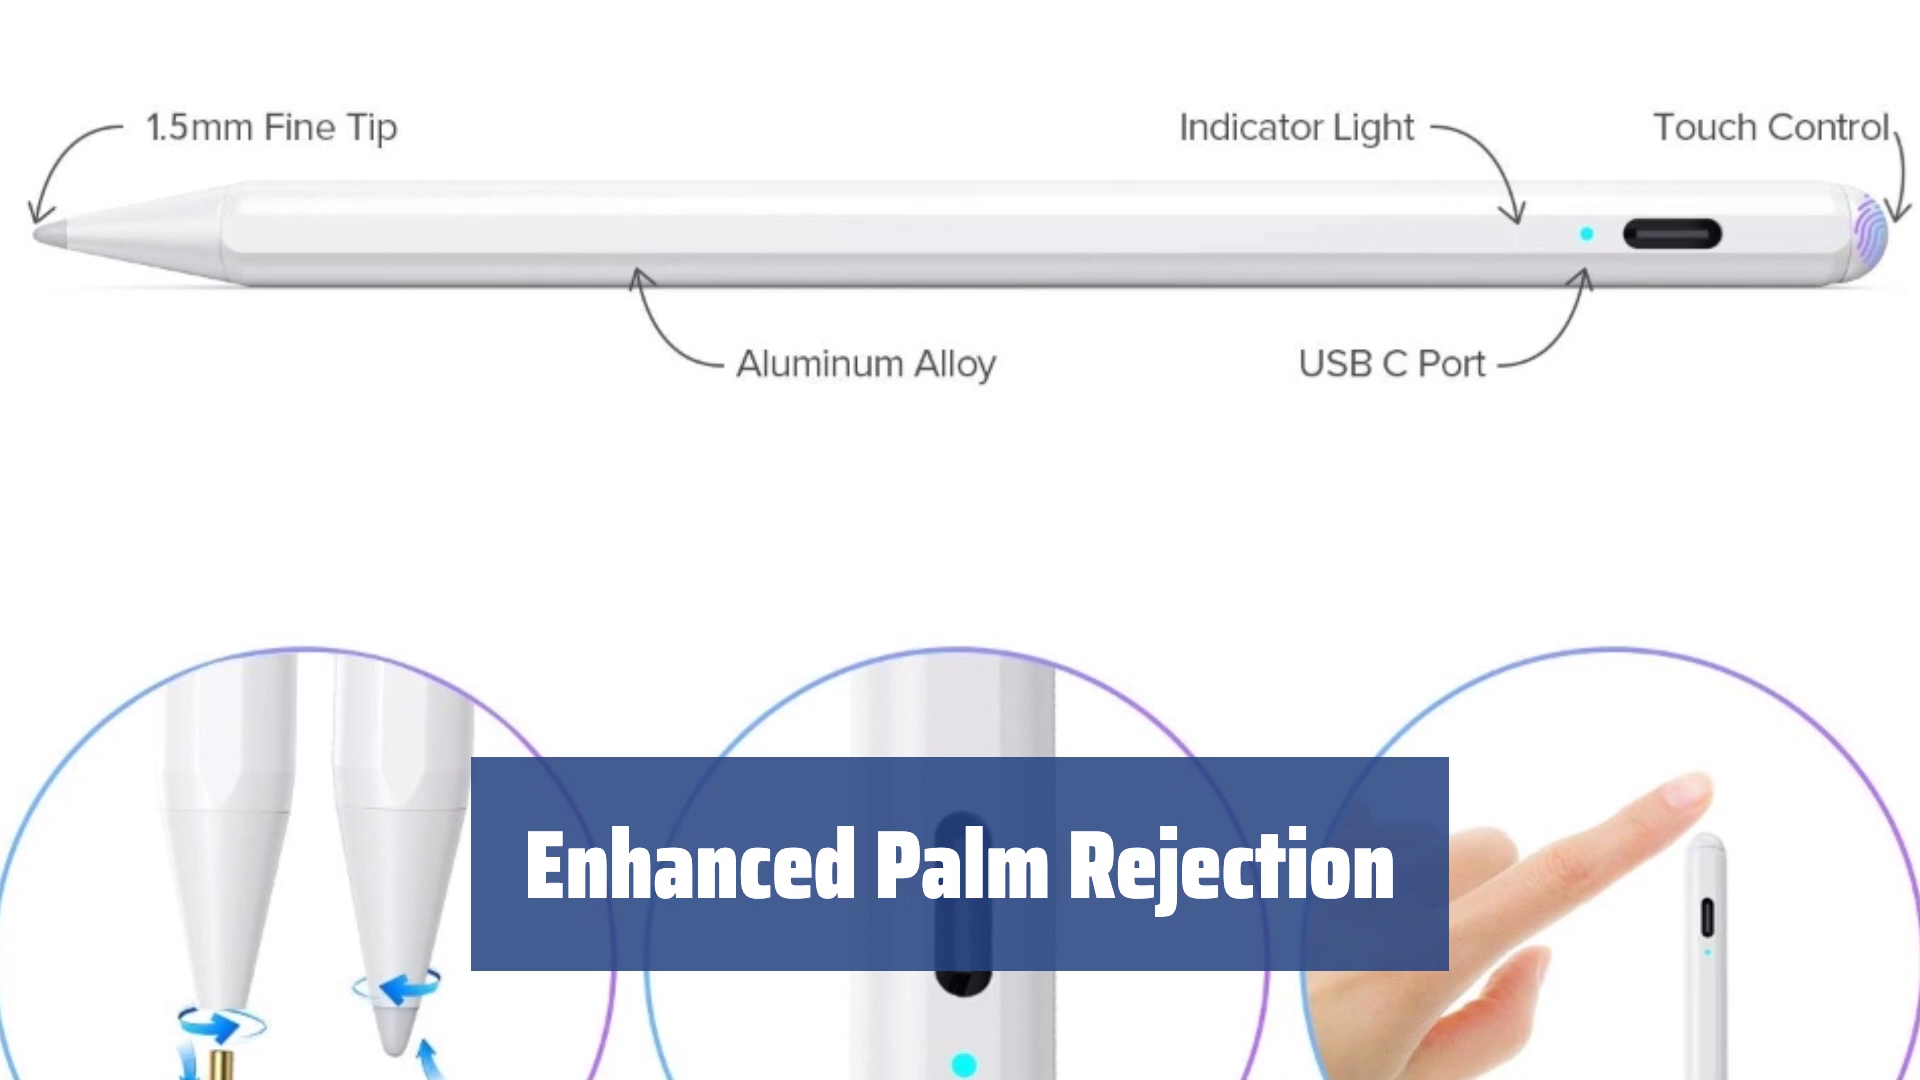 1.5mm Fine Tip
Indicator Light
Touch Control
Aluminum Alloy
USB C Port
Enhanced Palm Rejection